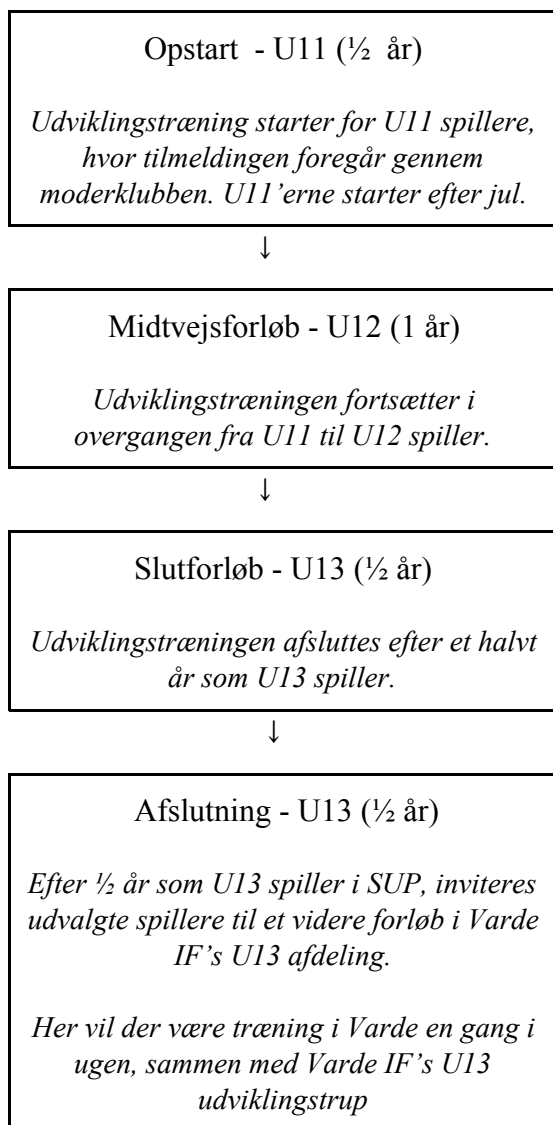 Opstart - U11 (½ år)
Udviklingstræning starter for U11 spillere,
hvor tilmeldingen foregår gennem
moderklubben. U11’erne starter efter jul.
↓
Midtvejsforløb - U12 (1 år)
Udviklingstræningen fortsætter i
overgangen fra U11 til U12 spiller.
↓
Slutforløb - U13 (½ år)
Udviklingstræningen afsluttes efter et halvt
år som U13 spiller.
↓
Afslutning - U13 (½ år)
Efter ½ år som U13 spiller i SUP, inviteres
udvalgte spillere til et videre forløb i Varde
IF’s U13 afdeling.
Her vil der være træning i Varde en gang i
ugen, sammen med Varde IF’s U13
udviklingstrup